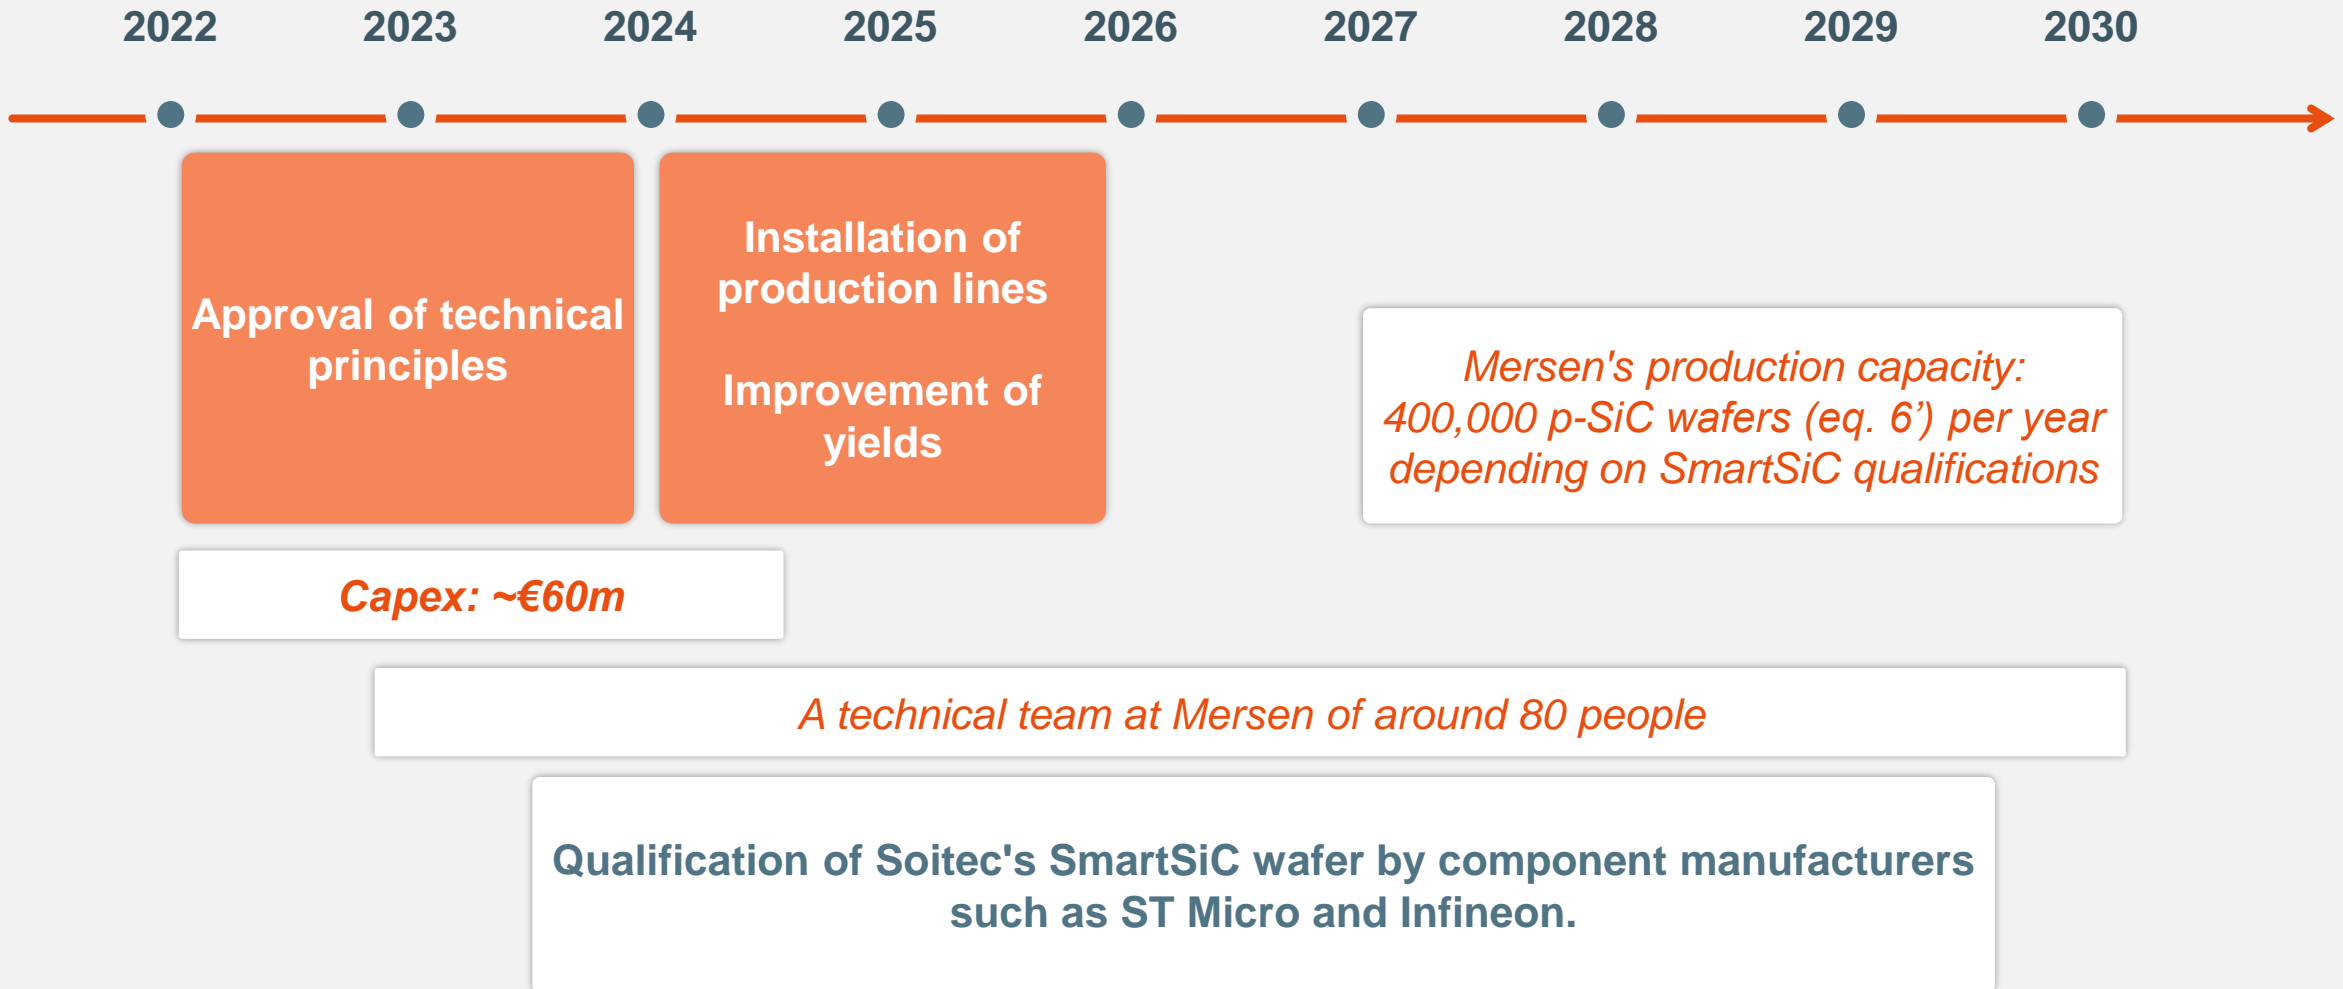 2022 2023 2024 2025 2026 2027 2028 2029 2030
Approval of technical
principles
Installation of
production lines
Improvement of
yields
Mersen's production capacity:
400,000 p-SiC wafers (eq. 6’) per year
depending on SmartSiC qualifications
Capex: ~€60m
A technical team at Mersen of around 80 people
Qualification of Soitec's SmartSiC wafer by component manufacturers
such as ST Micro and Infineon.